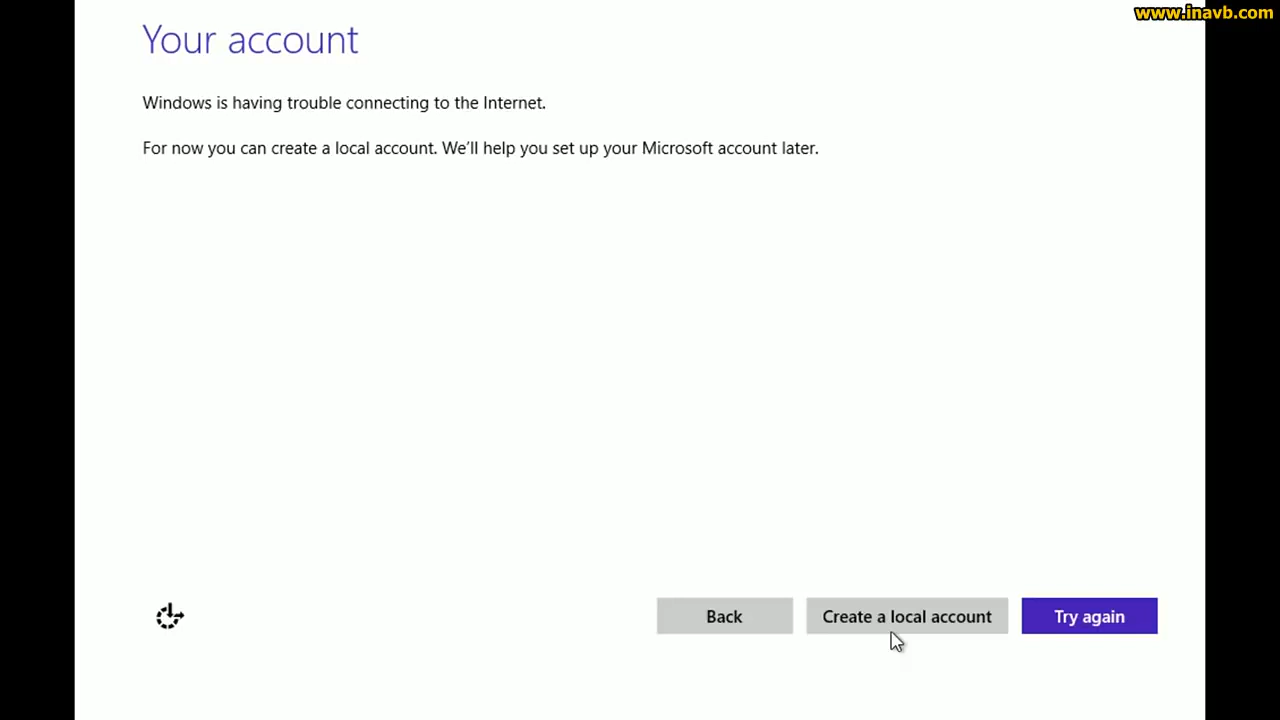 www.inavb.com
Your account
Windows is having trouble connecting to the Internet.
For now you can create a local account. We'll help you set up your Microsoft account later.
Back
Create a local account
Try again